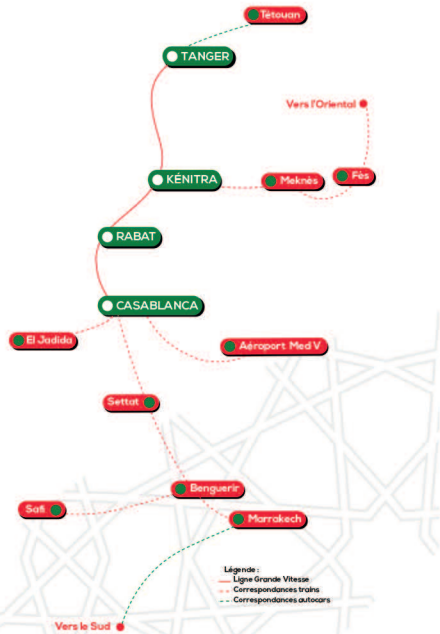 Tétouan
TANGER
Vers l'Oriental
KÉNITRA
Meknès
Fès
RABAT
CASABLANCA
El Jadida
Aéroport Med V
Settat
Benguerir
Safi
Marrakech
Légende :
Ligne Grande Vitesse
Correspondances trains
Correspondances autocars
Vers le Sud